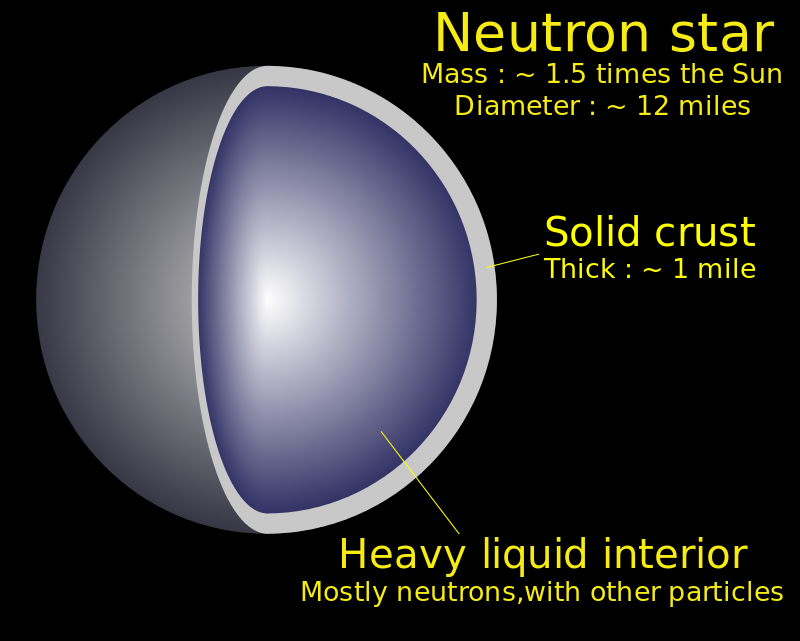 Neutron star
Mass : ~ 1.5 times the Sun
Diameter : ~ 12 miles
Solid crust
Thick : ~ 1 mile
Heavy liquid interior
Mostly neutrons,with other particles